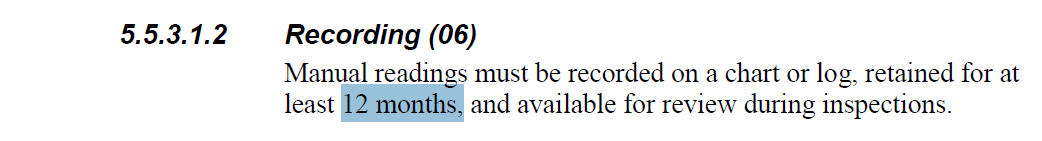 5.5.3.1.2 Recording (06)
Manual readings must be recorded on a chart or log, retained for at
least 12 months, and available for review during inspections.